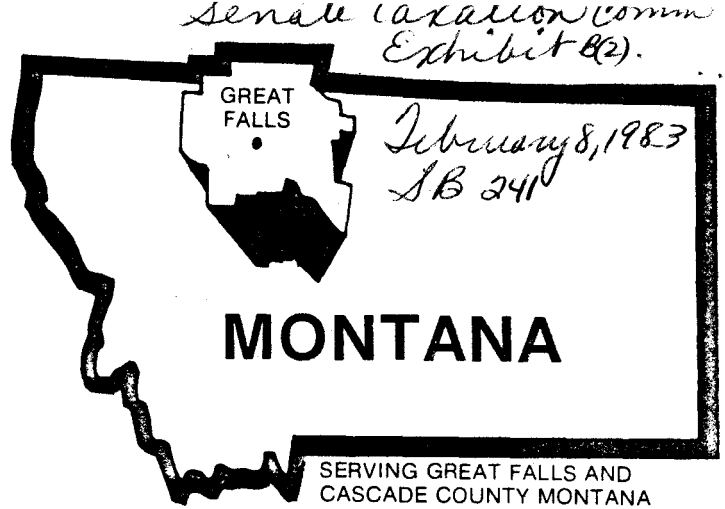 Senate Taxation Comm
Exhibit B(2).
GREAT
FALLS
February 8, 1983
SB 241
MONTANA
SERVING GREAT FALLS AND
CASCADE COUNTY MONTANA